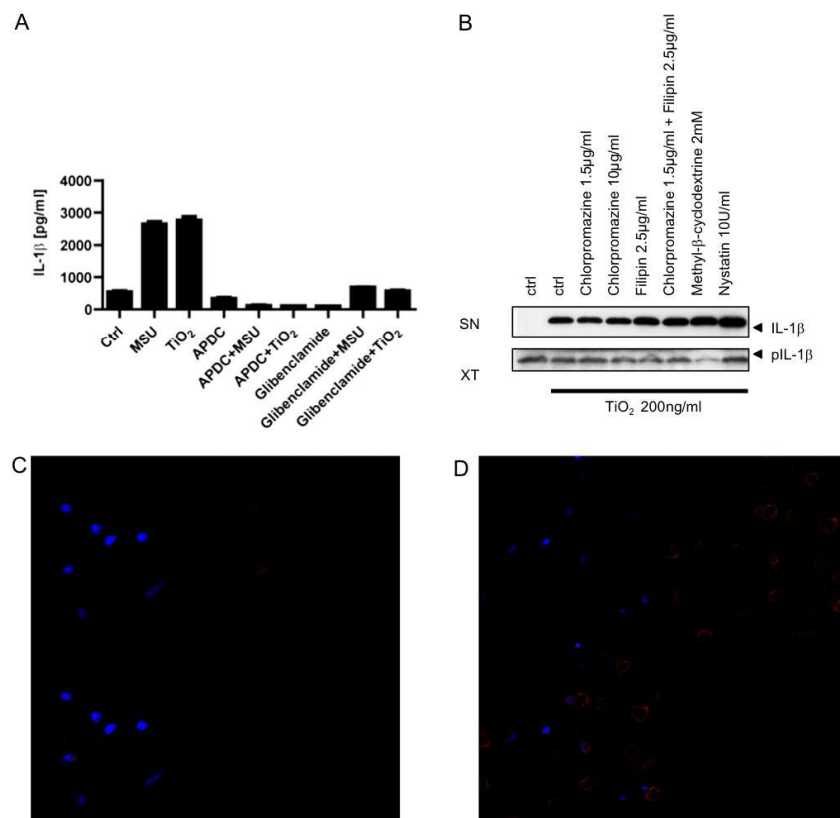 A
IL-1β [pg/ml]
4000
3000
2000
1000
0
Ctrl
MSU
TiO2
APDC
APDC+MSU
APDC+TiO2
Glibenclamide
Glibenclamide+MSU
Glibenclamide+TiO2
B
ctrl
ctrl
Chlorpromazine 1.5µg/ml
Chlorpromazine 10µg/ml
Filipin 2.5µg/ml
Chlorpromazine 1.5µg/ml + Filipin 2.5µg/ml
Methyl-β-cyclodextrine 2mM
Nystatin 10U/ml
SN
IL-1β
pIL-1β
XT
TiO2 200ng/ml
C
D